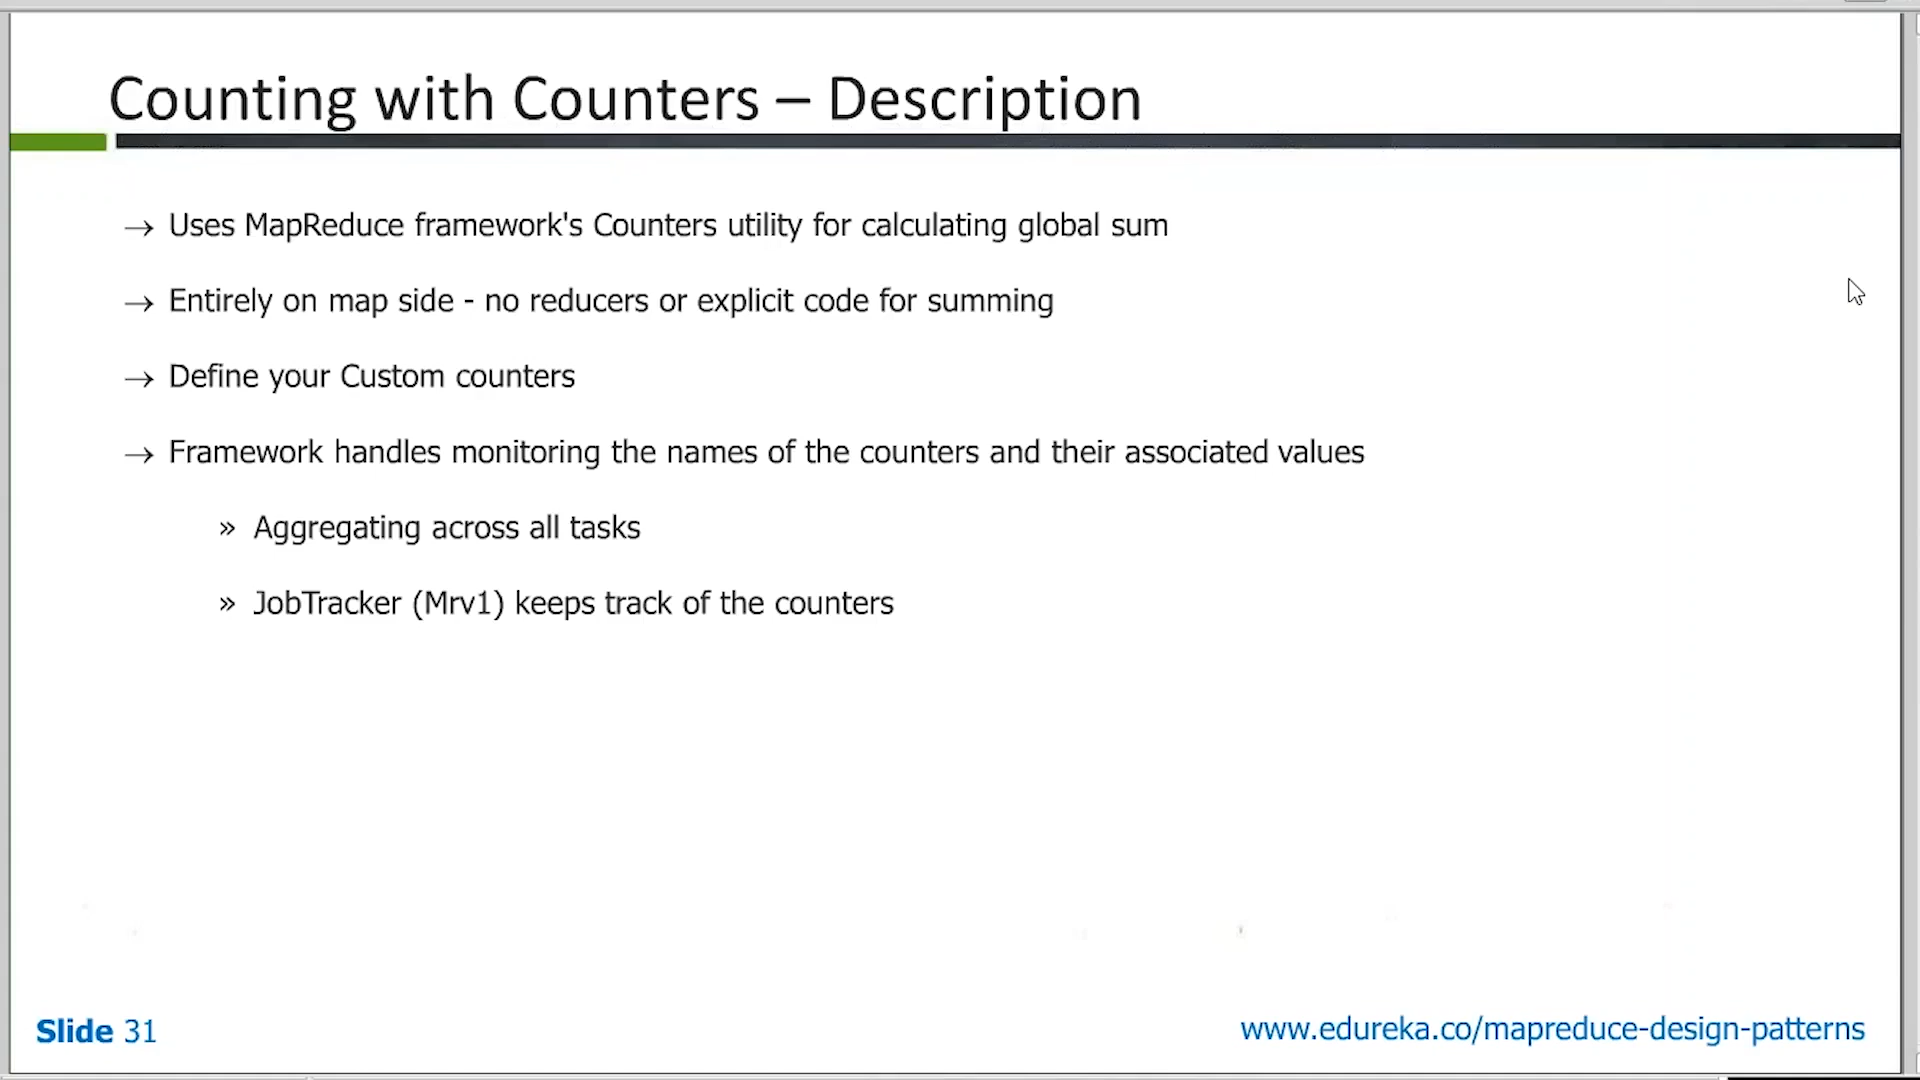 Counting with Counters – Description
→ Uses MapReduce framework's Counters utility for calculating global sum
→ Entirely on map side - no reducers or explicit code for summing
→ Define your Custom counters
→ Framework handles monitoring the names of the counters and their associated values
» Aggregating across all tasks
» JobTracker (Mrv1) keeps track of the counters
Slide 31
www.edureka.co/mapreduce-design-patterns